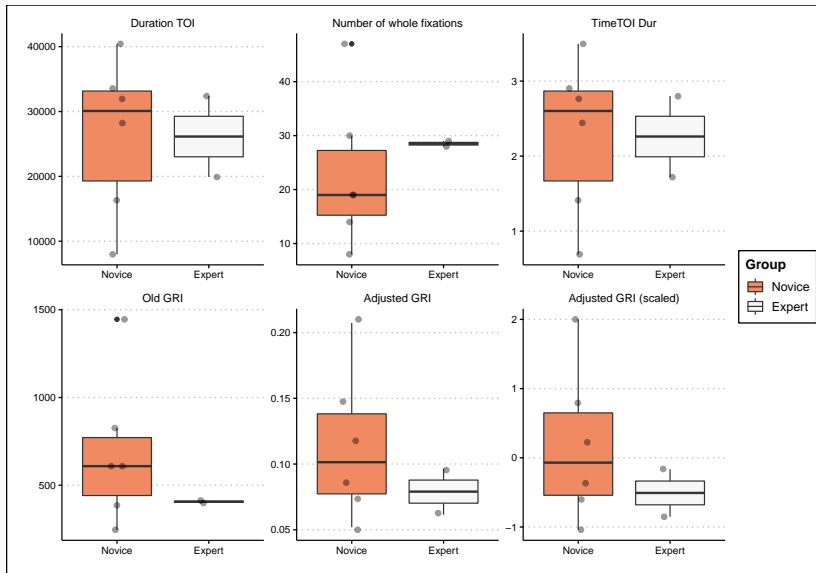 Duration TOI
Number of whole fixations
TimeTOI Dur
40000
30000
20000
10000
Novice
Expert
40
30
20
10
Novice
Expert
3
2
1
Novice
Expert
Group
Novice
Expert
Old GRI
Adjusted GRI
Adjusted GRI (scaled)
1500
1000
500
Novice
Expert
0.20
0.15
0.10
0.05
Novice
Expert
2
1
0
−1
Novice
Expert